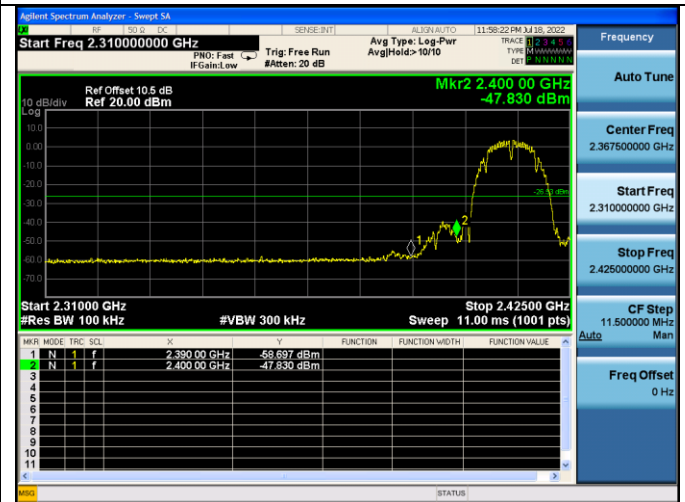 Agilent Spectrum Analyzer - Swept SA
RF 50 Ω DC SENSE:INT ALIGN AUTO 11:58:22 PM Jul 18, 2022
Start Freq 2.310000000 GHz
PNO: Fast
IFGain:Low
Trig: Free Run
#Atten: 20 dB
Avg Type: Log-Pwr
Avg|Hold:> 10/10
TRACE 1 2 3 4 5 6
TYPE M
DET P N N N N N
Ref Offset 10.5 dB
Ref 20.00 dBm
10 dB/div
Log
Mkr2 2.400 00 GHz
-47.830 dBm
10.0
0.00
-10.0
-20.0
-30.0
-40.0
-50.0
-60.0
-70.0
1
2
Start 2.31000 GHz
Stop 2.42500 GHz
#Res BW 100 kHz
#VBW 300 kHz
Sweep 11.00 ms (1001 pts)
MKR MODE TRC SCL X Y FUNCTION FUNCTION WIDTH FUNCTION VALUE
1 N 1 f 2.390 00 GHz -58.697 dBm
2 N 1 f 2.400 00 GHz -47.830 dBm
3
4
5
6
7
8
9
10
11
MSG
STATUS
Frequency
Auto Tune
Center Freq
2.367500000 GHz
Start Freq
2.310000000 GHz
Stop Freq
2.425000000 GHz
CF Step
11.500000 MHz
Auto Man
Freq Offset
0 Hz